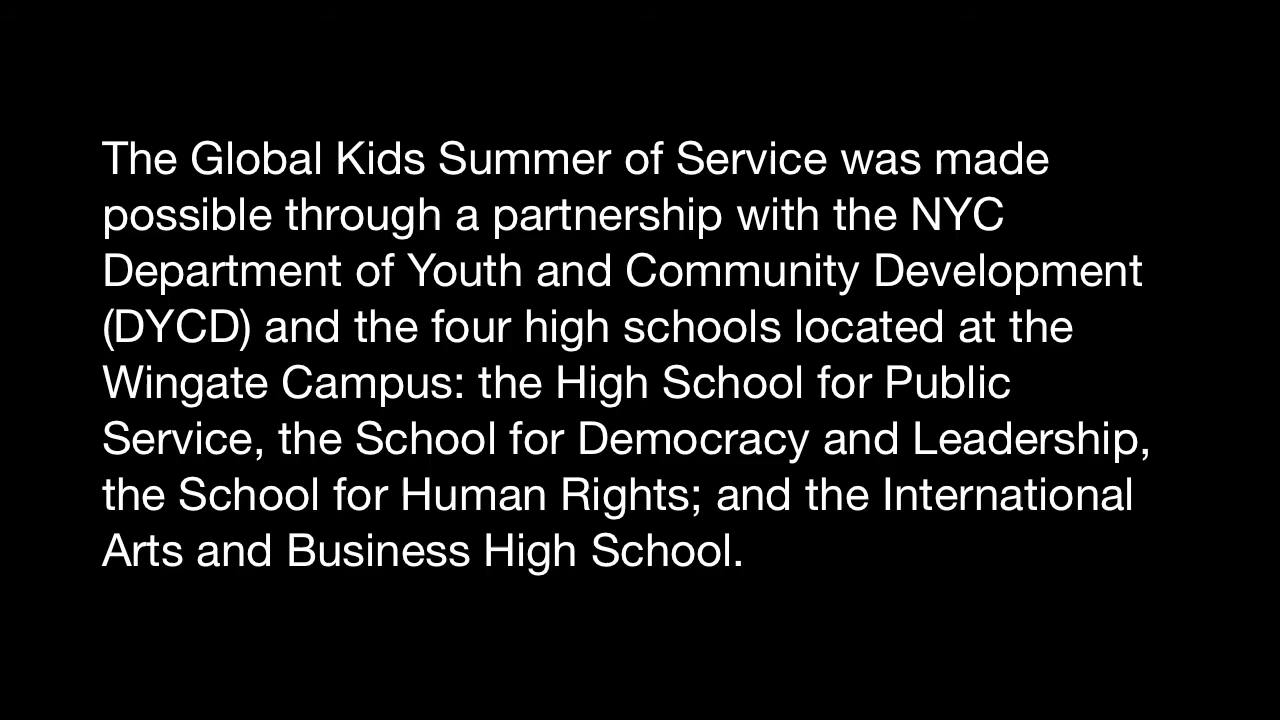 The Global Kids Summer of Service was made
possible through a partnership with the NYC
Department of Youth and Community Development
(DYCD) and the four high schools located at the
Wingate Campus: the High School for Public
Service, the School for Democracy and Leadership,
the School for Human Rights; and the International
Arts and Business High School.